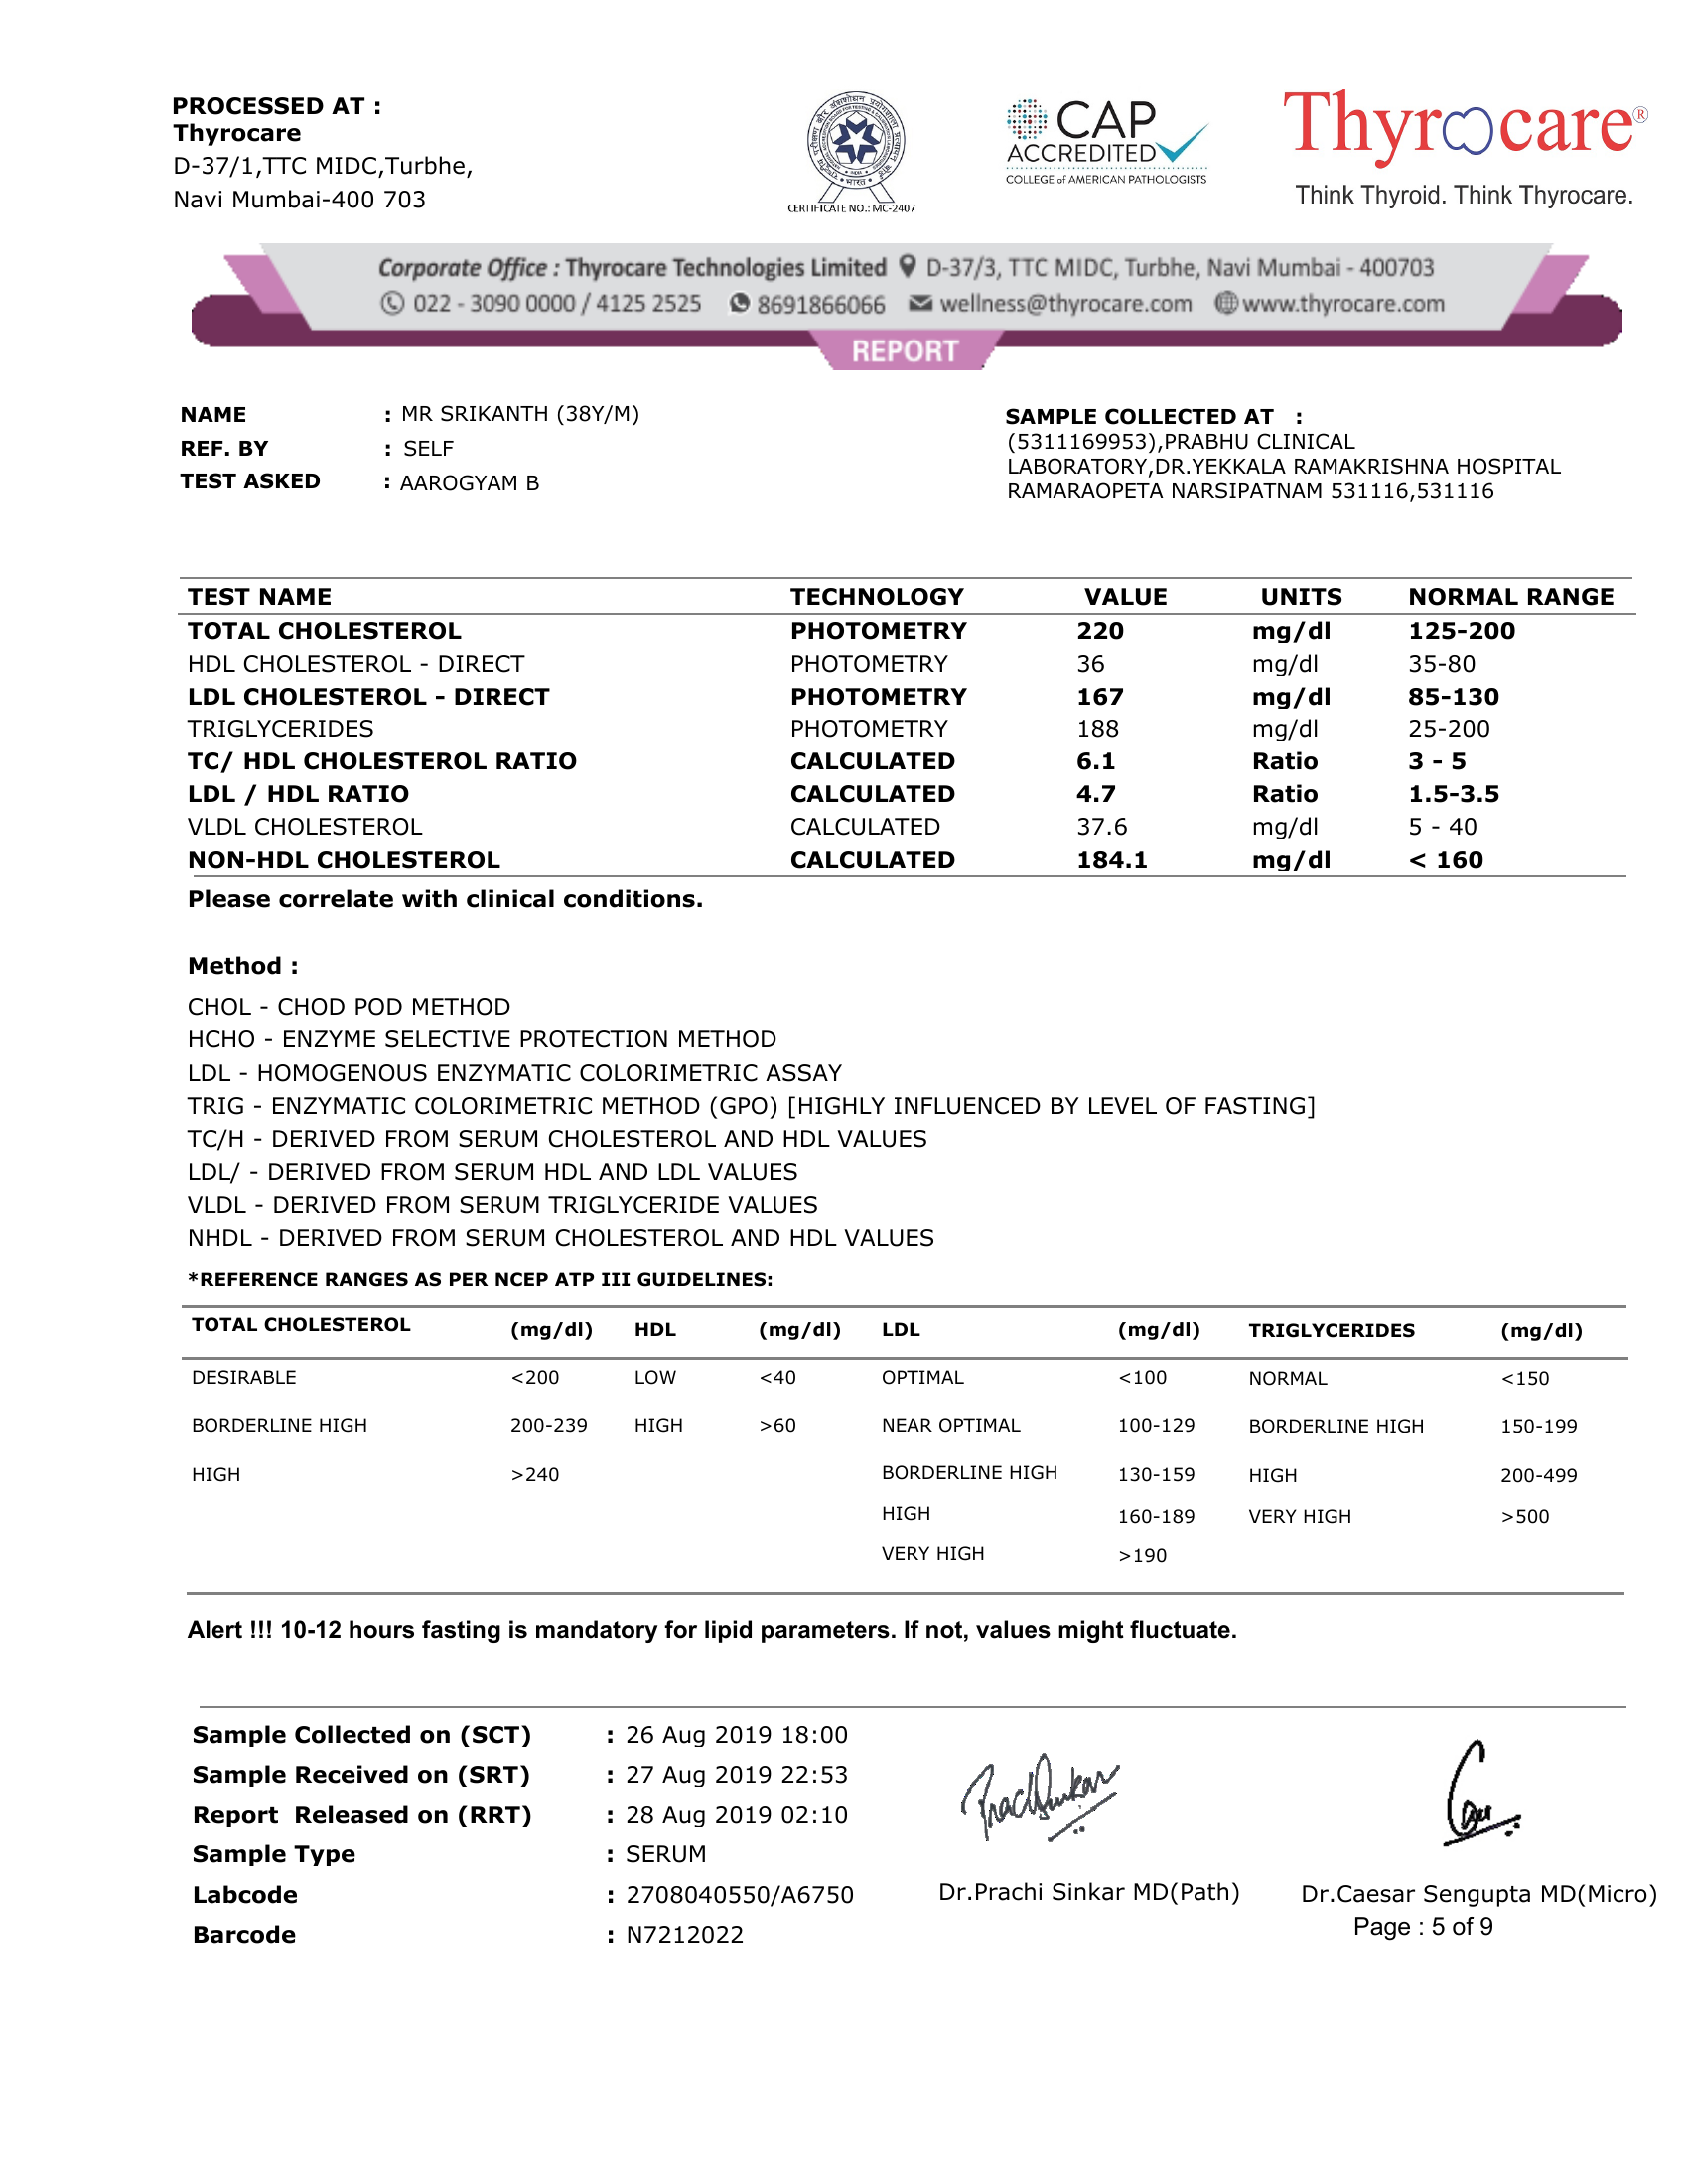 PROCESSED AT :
Thyrocare
D-37/1,TTC MIDC,Turbhe,
Navi Mumbai-400 703
CERTIFICATE NO.: MC-2407
CAP
ACCREDITED
COLLEGE of AMERICAN PATHOLOGISTS
Thyrocare®
Think Thyroid. Think Thyrocare.
Corporate Office : Thyrocare Technologies Limited D-37/3, TTC MIDC, Turbhe, Navi Mumbai - 400703
022 - 3090 0000 / 4125 2525 8691866066 wellness@thyrocare.com www.thyrocare.com
REPORT
NAME : MR SRIKANTH (38Y/M)
REF. BY : SELF
TEST ASKED : AAROGYAM B
SAMPLE COLLECTED AT :
(5311169953),PRABHU CLINICAL
LABORATORY,DR.YEKKALA RAMAKRISHNA HOSPITAL
RAMARAOPETA NARSIPATNAM 531116,531116
TEST NAME TECHNOLOGY VALUE UNITS NORMAL RANGE
TOTAL CHOLESTEROL PHOTOMETRY 220 mg/dl 125-200
HDL CHOLESTEROL - DIRECT PHOTOMETRY 36 mg/dl 35-80
LDL CHOLESTEROL - DIRECT PHOTOMETRY 167 mg/dl 85-130
TRIGLYCERIDES PHOTOMETRY 188 mg/dl 25-200
TC/ HDL CHOLESTEROL RATIO CALCULATED 6.1 Ratio 3 - 5
LDL / HDL RATIO CALCULATED 4.7 Ratio 1.5-3.5
VLDL CHOLESTEROL CALCULATED 37.6 mg/dl 5 - 40
NON-HDL CHOLESTEROL CALCULATED 184.1 mg/dl < 160
Please correlate with clinical conditions.
Method :
CHOL - CHOD POD METHOD
HCHO - ENZYME SELECTIVE PROTECTION METHOD
LDL - HOMOGENOUS ENZYMATIC COLORIMETRIC ASSAY
TRIG - ENZYMATIC COLORIMETRIC METHOD (GPO) [HIGHLY INFLUENCED BY LEVEL OF FASTING]
TC/H - DERIVED FROM SERUM CHOLESTEROL AND HDL VALUES
LDL/ - DERIVED FROM SERUM HDL AND LDL VALUES
VLDL - DERIVED FROM SERUM TRIGLYCERIDE VALUES
NHDL - DERIVED FROM SERUM CHOLESTEROL AND HDL VALUES
*REFERENCE RANGES AS PER NCEP ATP III GUIDELINES:
TOTAL CHOLESTEROL (mg/dl) HDL (mg/dl) LDL (mg/dl) TRIGLYCERIDES (mg/dl)
DESIRABLE <200 LOW <40 OPTIMAL <100 NORMAL <150
BORDERLINE HIGH 200-239 HIGH >60 NEAR OPTIMAL 100-129 BORDERLINE HIGH 150-199
HIGH >240 BORDERLINE HIGH 130-159 HIGH 200-499
HIGH 160-189 VERY HIGH >500
VERY HIGH >190
Alert !!! 10-12 hours fasting is mandatory for lipid parameters. If not, values might fluctuate.
Sample Collected on (SCT) : 26 Aug 2019 18:00
Sample Received on (SRT) : 27 Aug 2019 22:53
Report Released on (RRT) : 28 Aug 2019 02:10
Sample Type : SERUM
Labcode : 2708040550/A6750
Barcode : N7212022
Dr.Prachi Sinkar MD(Path)
Dr.Caesar Sengupta MD(Micro)
Page : 5 of 9